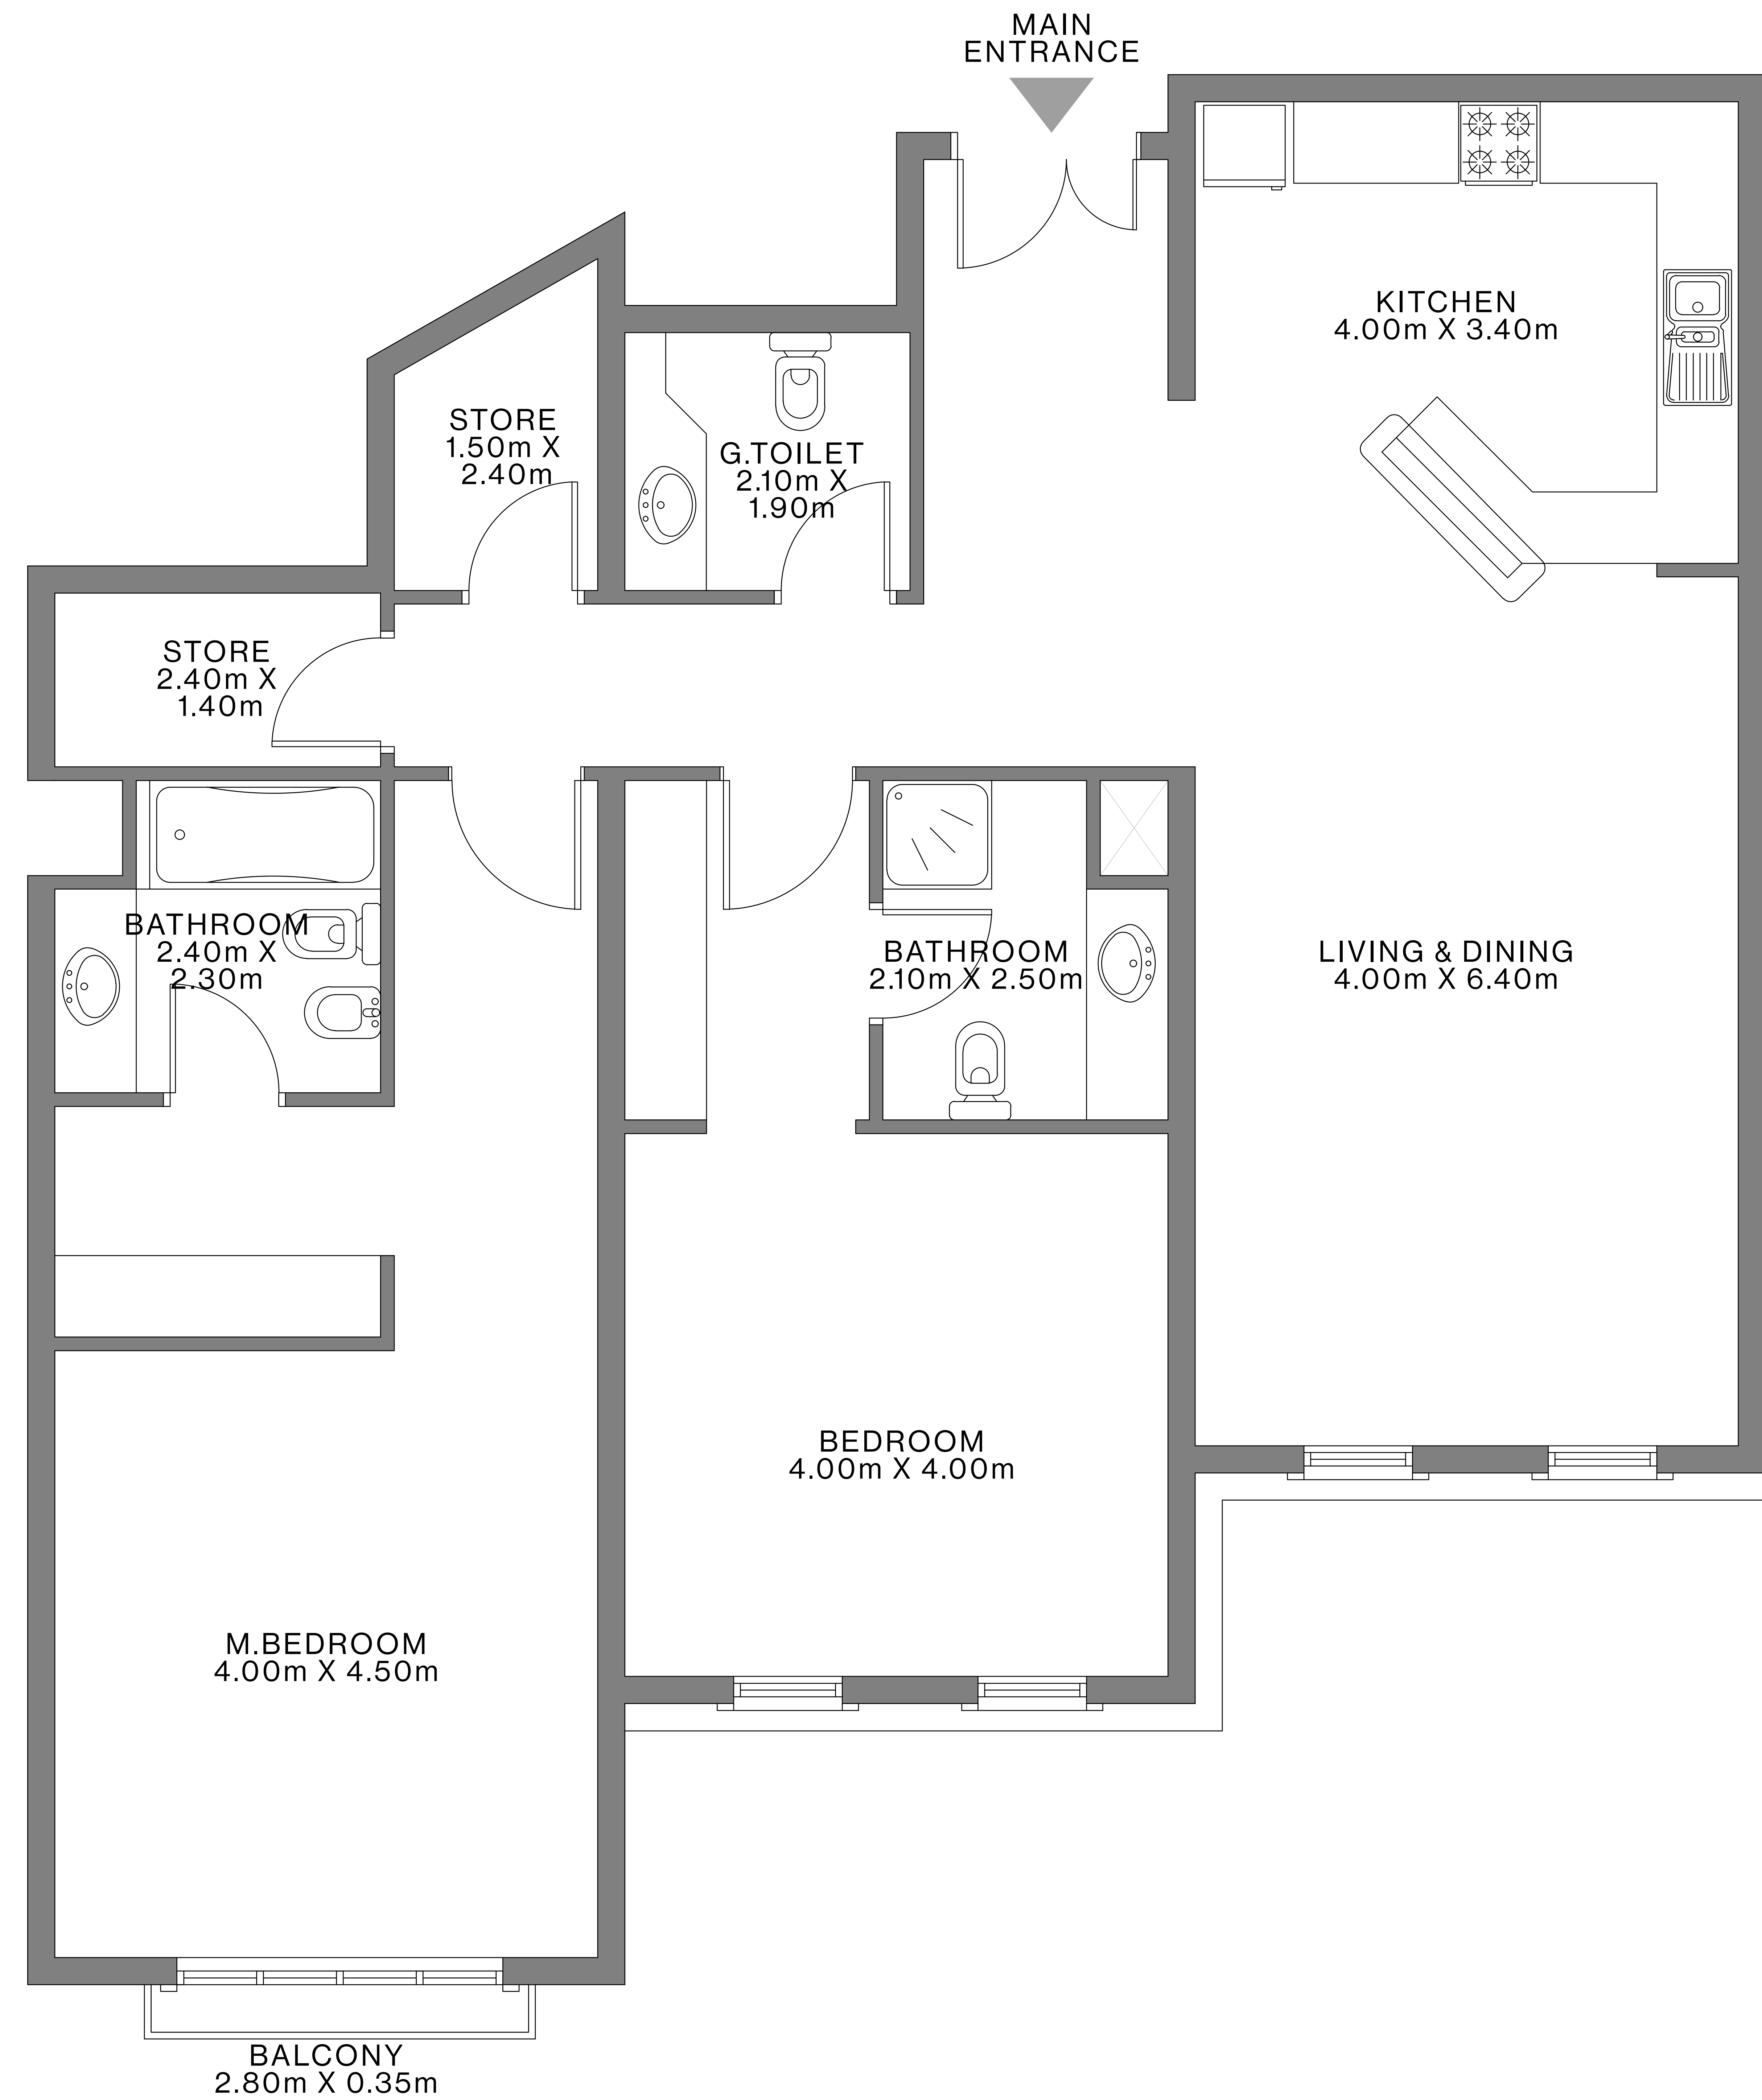 MAIN
ENTRANCE
KITCHEN
4.00m X 3.40m
STORE
1.50m X
2.40m
G.TOILET
2.10m X
1.90m
STORE
2.40m X
1.40m
BATHROOM
2.40m X
2.30m
BATHROOM
2.10m X 2.50m
LIVING & DINING
4.00m X 6.40m
BEDROOM
4.00m X 4.00m
M.BEDROOM
4.00m X 4.50m
BALCONY
2.80m X 0.35m